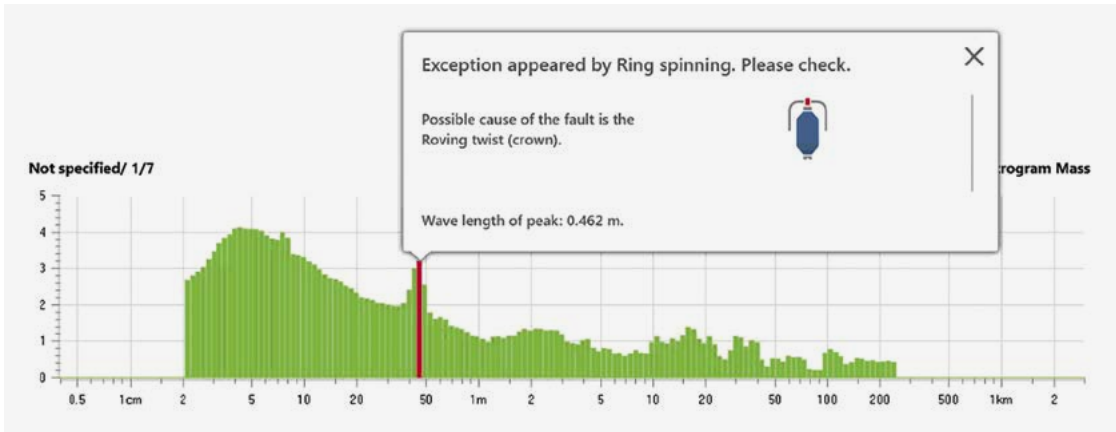 Exception appeared by Ring spinning. Please check.
Possible cause of the fault is the
Roving twist (crown).
Wave length of peak: 0.462 m.
Not specified/ 1/7
rogram Mass
5
4
3
2
1
0
0.5 1cm 2 5 10 20 50 1m 2 5 10 20 50 100 200 500 1km 2